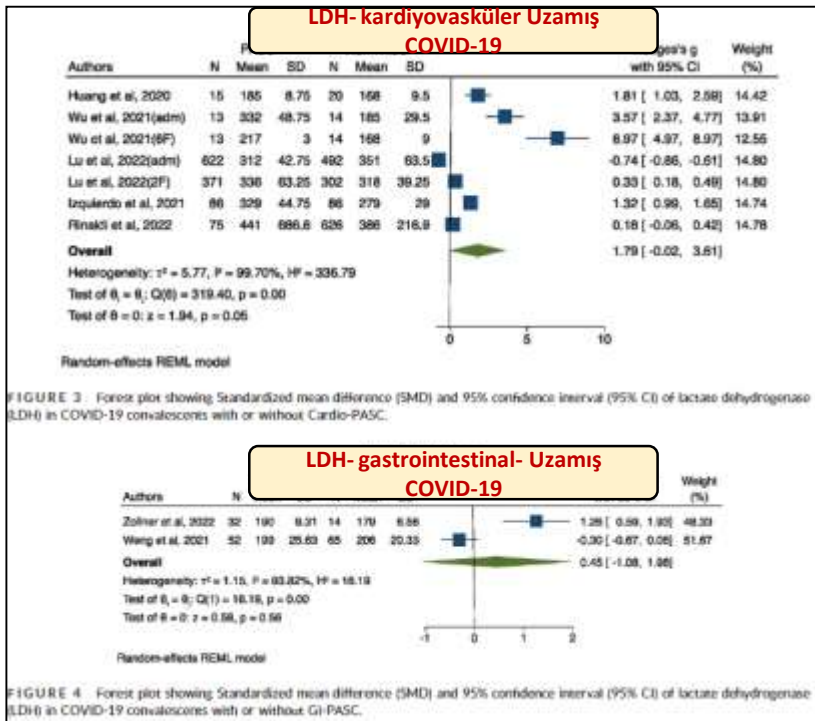 LDH- kardiyovasküler Uzamış
COVID-19
Weight
Authors N Mean SD N Mean SD with 95% CI (%)
Huang et al, 2020 15 185 8.75 20 168 9.5 1.81 [ 1.03, 2.59] 14.42
Wu et al, 2021(adm) 13 332 48.75 14 185 29.5 3.57 [ 2.37, 4.77] 13.91
Wu et al, 2021(6F) 13 217 3 14 168 9 6.97 [ 4.97, 8.97] 12.55
Lu et al, 2022(adm) 622 312 42.75 492 351 63.5 -0.74 [ -0.86, -0.61] 14.80
Lu et al, 2022(2F) 371 336 63.25 302 318 39.25 0.33 [ 0.18, 0.49] 14.80
Izquierdo et al, 2021 86 329 44.75 86 279 29 1.32 [ 0.99, 1.65] 14.74
Rinaldi et al, 2022 75 441 686.6 626 386 216.9 0.18 [ -0.06, 0.42] 14.78
Overall 1.79 [ -0.02, 3.61]
Heterogeneity: τ² = 5.77, I² = 99.70%, H² = 336.79
Test of θᵢ = θⱼ: Q(6) = 319.40, p = 0.00
Test of θ = 0: z = 1.94, p = 0.05
0 5 10
Random-effects REML model
FIGURE 3 Forest plot showing Standardized mean difference (SMD) and 95% confidence interval (95% CI) of lactate dehydrogenase
(LDH) in COVID-19 convalescents with or without Cardio-PASC.
LDH- gastrointestinal- Uzamış
COVID-19
Weight
Authors N SD N SD (%)
Zollner et al, 2022 32 190 14 179 1.26 [ 0.59, 1.93] 48.33
Weng et al, 2021 52 199 25.63 65 206 20.33 -0.30 [ -0.67, 0.06] 51.67
Overall 0.45 [ -1.08, 1.98]
Heterogeneity: τ² = 1.15, I² = 93.82%, H² = 16.19
Test of θᵢ = θⱼ: Q(1) = 16.19, p = 0.00
Test of θ = 0: z = 0.58, p = 0.56
-1 0 1 2
Random-effects REML model
FIGURE 4 Forest plot showing Standardized mean difference (SMD) and 95% confidence interval (95% CI) of lactate dehydrogenase
(LDH) in COVID-19 convalescents with or without GI-PASC.